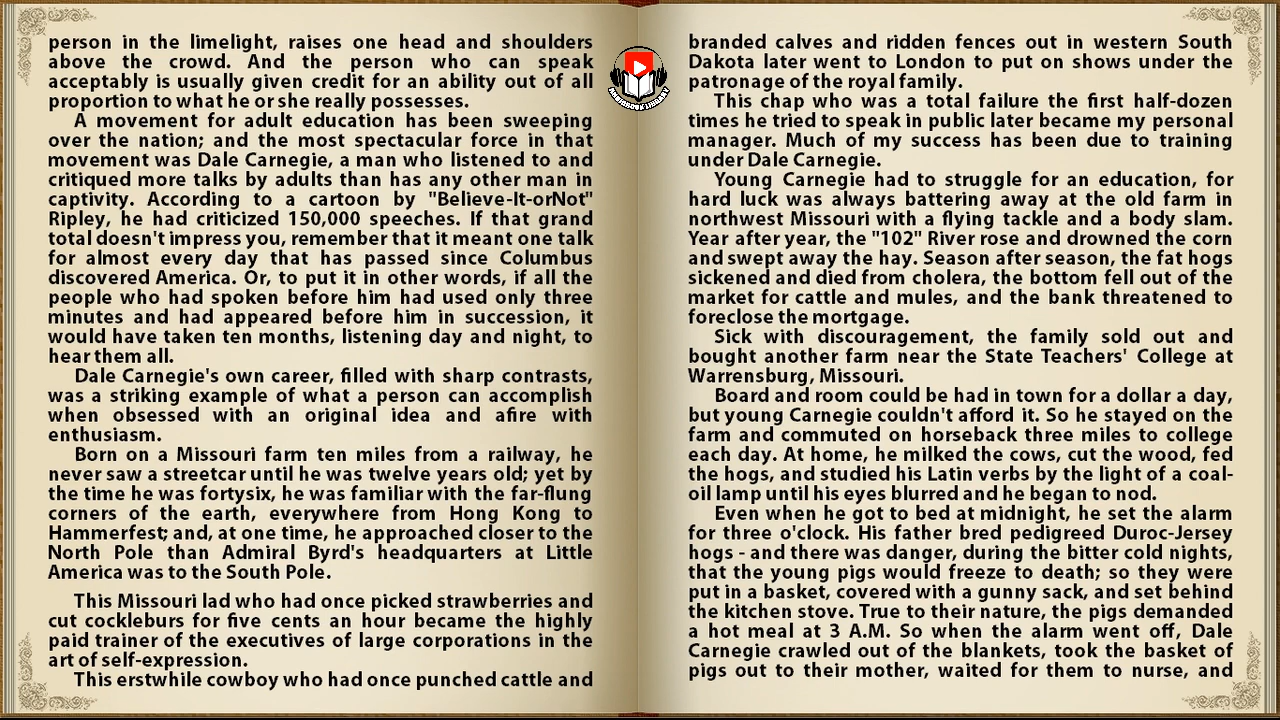 person in the limelight, raises one head and shoulders
above the crowd. And the person who can speak
acceptably is usually given credit for an ability out of all
proportion to what he or she really possesses.
A movement for adult education has been sweeping
over the nation; and the most spectacular force in that
movement was Dale Carnegie, a man who listened to and
critiqued more talks by adults than has any other man in
captivity. According to a cartoon by "Believe-It-orNot"
Ripley, he had criticized 150,000 speeches. If that grand
total doesn't impress you, remember that it meant one talk
for almost every day that has passed since Columbus
discovered America. Or, to put it in other words, if all the
people who had spoken before him had used only three
minutes and had appeared before him in succession, it
would have taken ten months, listening day and night, to
hear them all.
Dale Carnegie's own career, filled with sharp contrasts,
was a striking example of what a person can accomplish
when obsessed with an original idea and afire with
enthusiasm.
Born on a Missouri farm ten miles from a railway, he
never saw a streetcar until he was twelve years old; yet by
the time he was fortysix, he was familiar with the far-flung
corners of the earth, everywhere from Hong Kong to
Hammerfest; and, at one time, he approached closer to the
North Pole than Admiral Byrd's headquarters at Little
America was to the South Pole.
This Missouri lad who had once picked strawberries and
cut cockleburs for five cents an hour became the highly
paid trainer of the executives of large corporations in the
art of self-expression.
This erstwhile cowboy who had once punched cattle and
branded calves and ridden fences out in western South
Dakota later went to London to put on shows under the
patronage of the royal family.
This chap who was a total failure the first half-dozen
times he tried to speak in public later became my personal
manager. Much of my success has been due to training
under Dale Carnegie.
Young Carnegie had to struggle for an education, for
hard luck was always battering away at the old farm in
northwest Missouri with a flying tackle and a body slam.
Year after year, the "102" River rose and drowned the corn
and swept away the hay. Season after season, the fat hogs
sickened and died from cholera, the bottom fell out of the
market for cattle and mules, and the bank threatened to
foreclose the mortgage.
Sick with discouragement, the family sold out and
bought another farm near the State Teachers' College at
Warrensburg, Missouri.
Board and room could be had in town for a dollar a day,
but young Carnegie couldn't afford it. So he stayed on the
farm and commuted on horseback three miles to college
each day. At home, he milked the cows, cut the wood, fed
the hogs, and studied his Latin verbs by the light of a coal-
oil lamp until his eyes blurred and he began to nod.
Even when he got to bed at midnight, he set the alarm
for three o'clock. His father bred pedigreed Duroc-Jersey
hogs - and there was danger, during the bitter cold nights,
that the young pigs would freeze to death; so they were
put in a basket, covered with a gunny sack, and set behind
the kitchen stove. True to their nature, the pigs demanded
a hot meal at 3 A.M. So when the alarm went off, Dale
Carnegie crawled out of the blankets, took the basket of
pigs out to their mother, waited for them to nurse, and